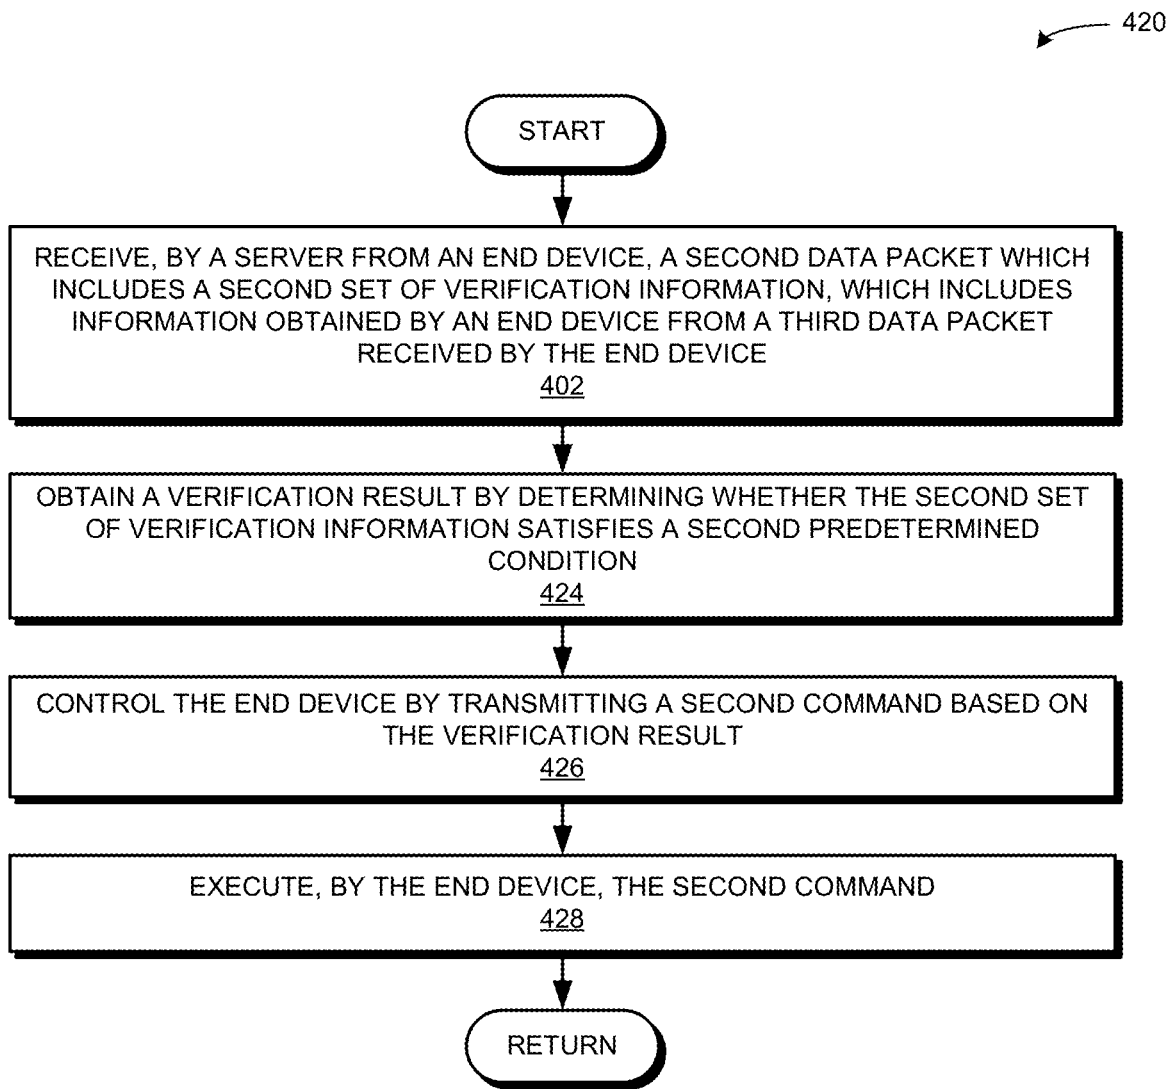 420
START
RECEIVE, BY A SERVER FROM AN END DEVICE, A SECOND DATA PACKET WHICH
INCLUDES A SECOND SET OF VERIFICATION INFORMATION, WHICH INCLUDES
INFORMATION OBTAINED BY AN END DEVICE FROM A THIRD DATA PACKET
RECEIVED BY THE END DEVICE
402
OBTAIN A VERIFICATION RESULT BY DETERMINING WHETHER THE SECOND SET
OF VERIFICATION INFORMATION SATISFIES A SECOND PREDETERMINED
CONDITION
424
CONTROL THE END DEVICE BY TRANSMITTING A SECOND COMMAND BASED ON
THE VERIFICATION RESULT
426
EXECUTE, BY THE END DEVICE, THE SECOND COMMAND
428
RETURN